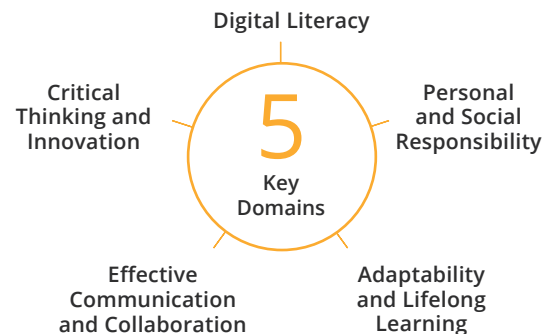 Digital Literacy
Critical
Thinking and
Innovation
5
Key
Domains
Personal
and Social
Responsibility
Effective
Communication
and Collaboration
Adaptability
and Lifelong
Learning